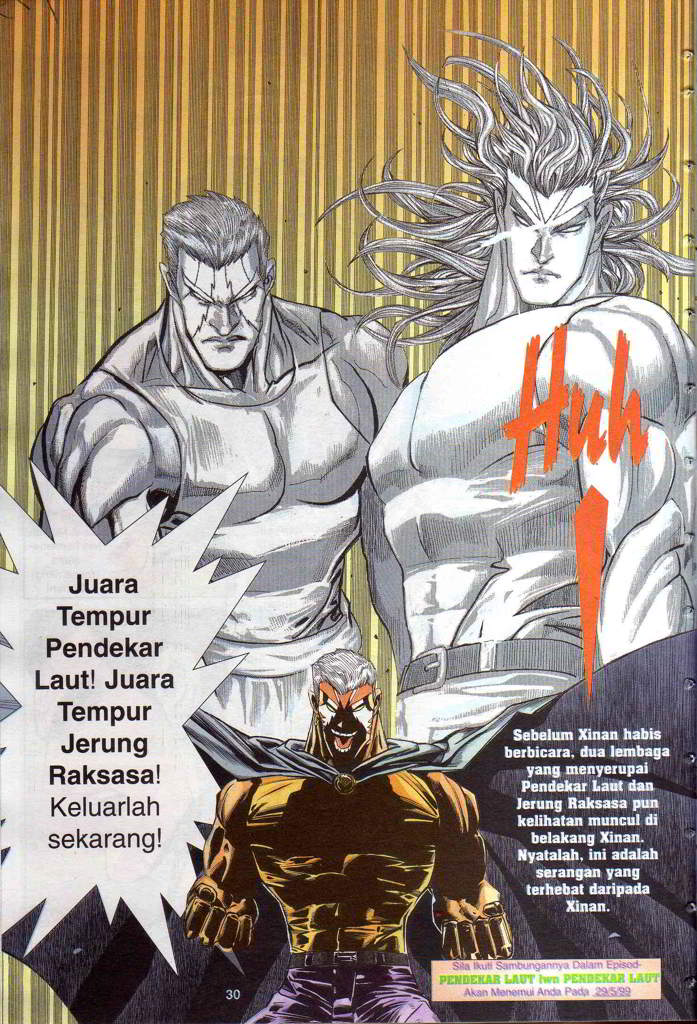 Huh!
Juara
Tempur
Pendekar
Laut! Juara
Tempur
Jerung
Raksasa!
Keluarlah
sekarang!
Sebelum Xinan habis
berbicara, dua lembaga
yang menyerupai
Pendekar Laut dan
Jerung Raksasa pun
kelihatan muncul di
belakang Xinan.
Nyatalah, ini adalah
serangan yang
terhebat daripada
Xinan.
Sila Ikuti Sambungannya Dalam Episod-
PENDEKAR LAUT lwn PENDEKAR LAUT
Akan Menemui Anda Pada 29/5/99
30